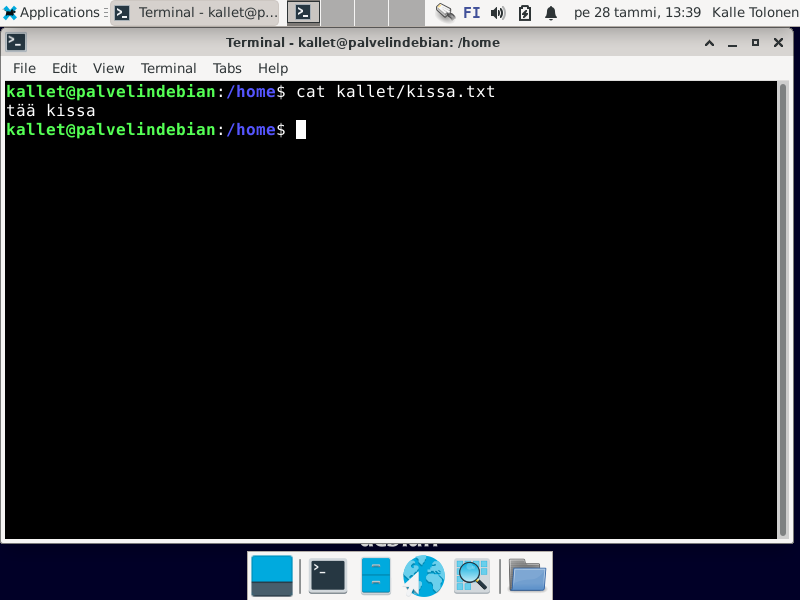 Applications Terminal - kallet@p... FI pe 28 tammi, 13:39 Kalle Tolonen
Terminal - kallet@palvelindebian: /home
File Edit View Terminal Tabs Help
kallet@palvelindebian:/home$ cat kallet/kissa.txt
tää kissa
kallet@palvelindebian:/home$
debian